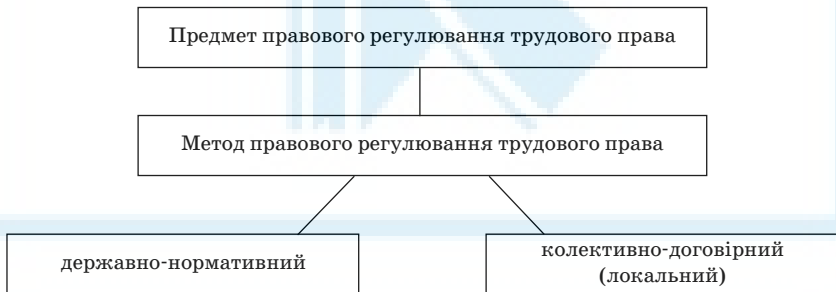 Предмет правового регулювання трудового права
Метод правового регулювання трудового права
державно-нормативний
колективно-договірний
(локальний)